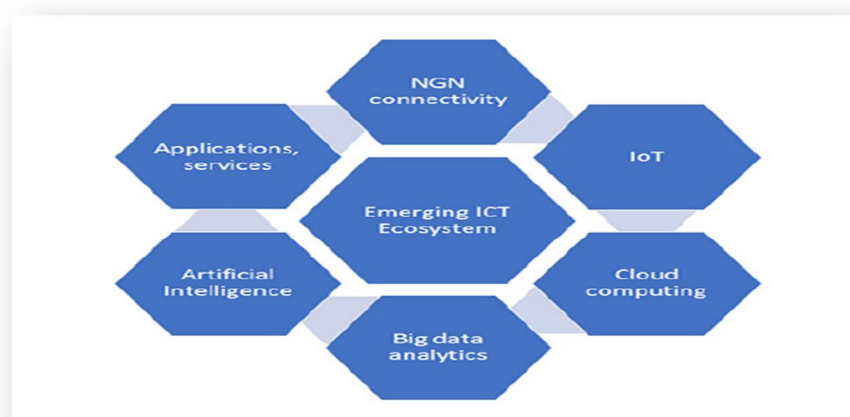 NGN
connectivity
Applications,
services
IoT
Emerging ICT
Ecosystem
Artificial
Intelligence
Cloud
computing
Big data
analytics